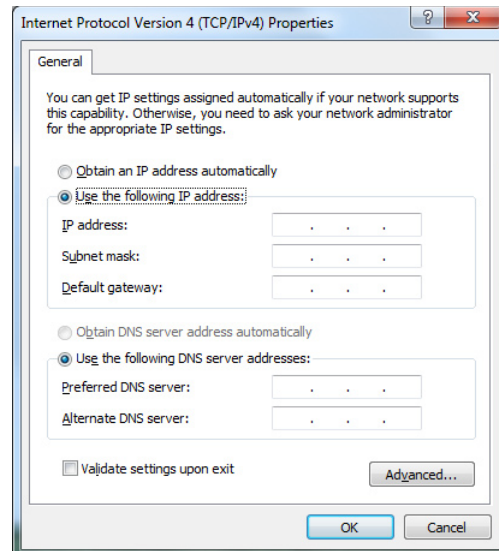 Internet Protocol Version 4 (TCP/IPv4) Properties
? X
General
You can get IP settings assigned automatically if your network supports
this capability. Otherwise, you need to ask your network administrator
for the appropriate IP settings.
Obtain an IP address automatically
Use the following IP address:
IP address: . . .
Subnet mask: . . .
Default gateway: . . .
Obtain DNS server address automatically
Use the following DNS server addresses:
Preferred DNS server: . . .
Alternate DNS server: . . .
Validate settings upon exit
Advanced...
OK Cancel